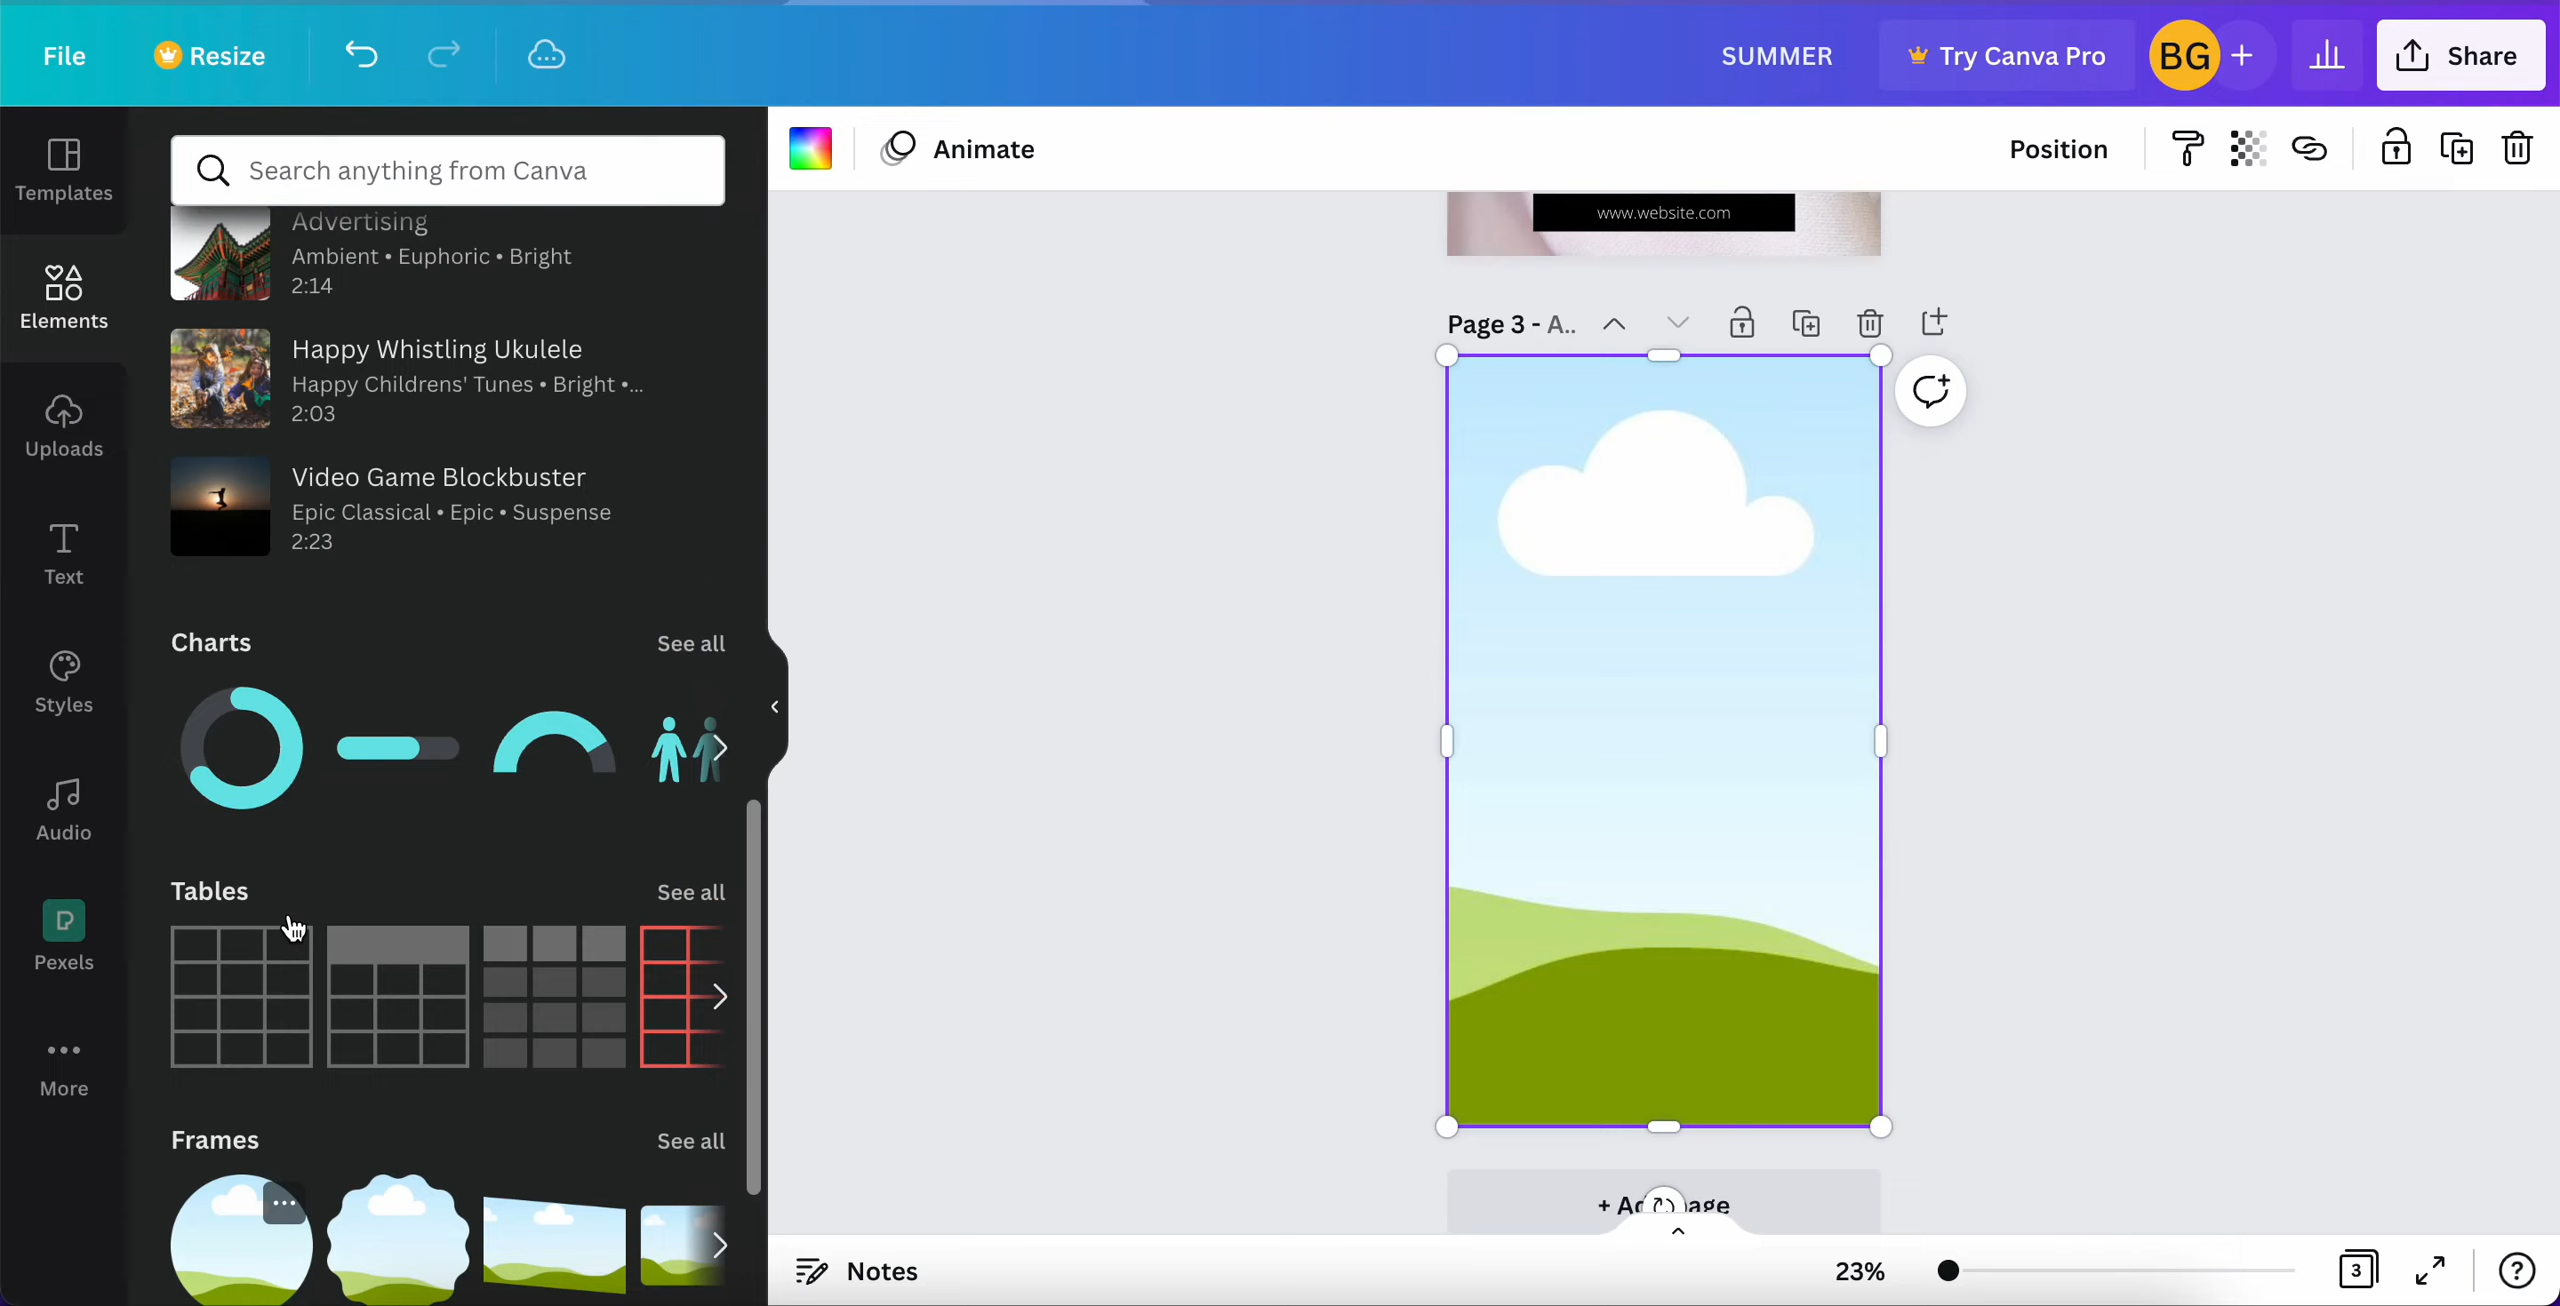 File
Resize
SUMMER
Try Canva Pro
BG
Share
Templates
Elements
Uploads
Text
Styles
Audio
Pexels
More
Search anything from Canva
Advertising
Ambient • Euphoric • Bright
2:14
Happy Whistling Ukulele
Happy Childrens' Tunes • Bright •...
2:03
Video Game Blockbuster
Epic Classical • Epic • Suspense
2:23
Charts
See all
Tables
See all
Frames
See all
Animate
Position
www.website.com
Page 3 - A..
+ Ad age
Notes
23%
3